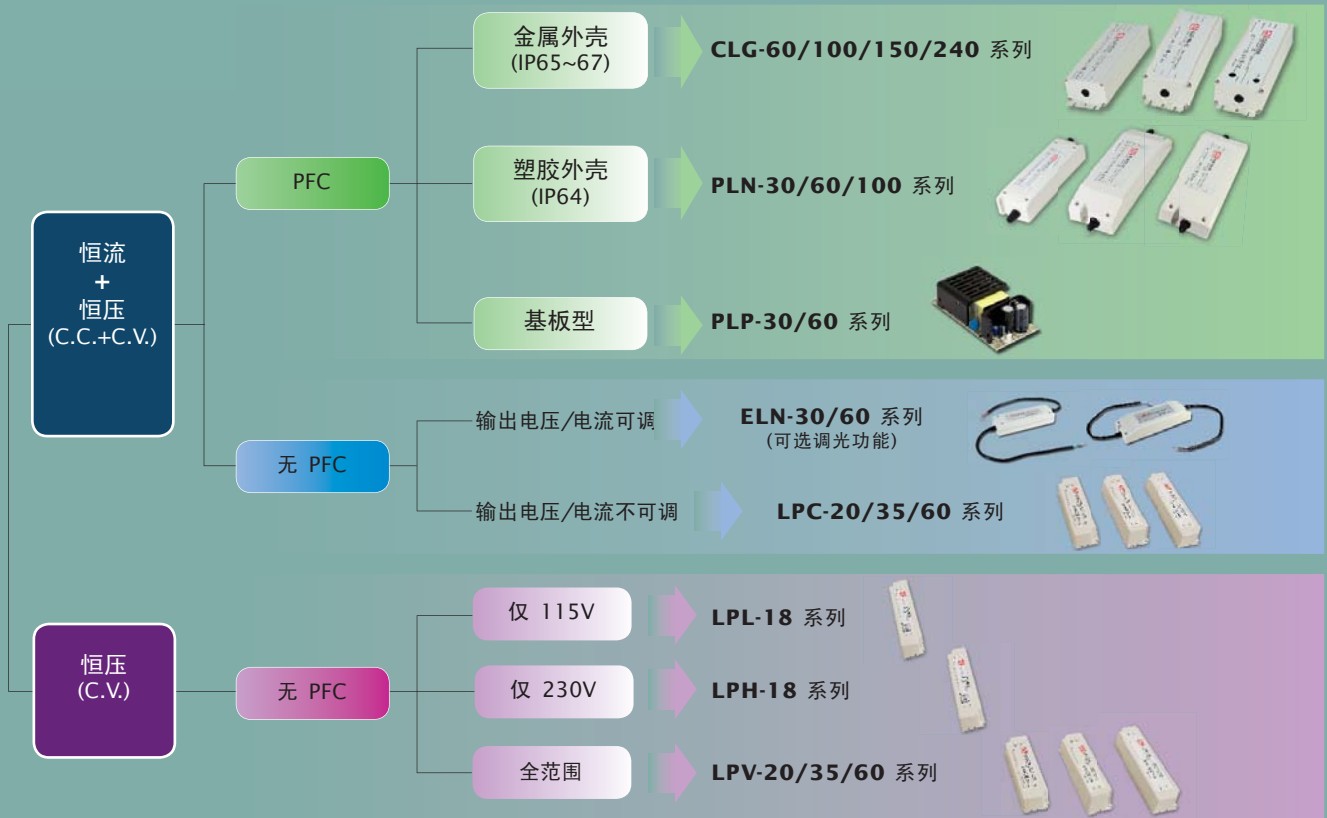 金属外壳
(IP65~67)
CLG-60/100/150/240 系列
PFC
塑胶外壳
(IP64)
PLN-30/60/100 系列
恒流
+
恒压
(C.C.+C.V.)
基板型
PLP-30/60 系列
输出电压/电流可调
ELN-30/60 系列
(可选调光功能)
无 PFC
输出电压/电流不可调
LPC-20/35/60 系列
仅 115V
LPL-18 系列
恒压
(C.V.)
无 PFC
仅 230V
LPH-18 系列
全范围
LPV-20/35/60 系列